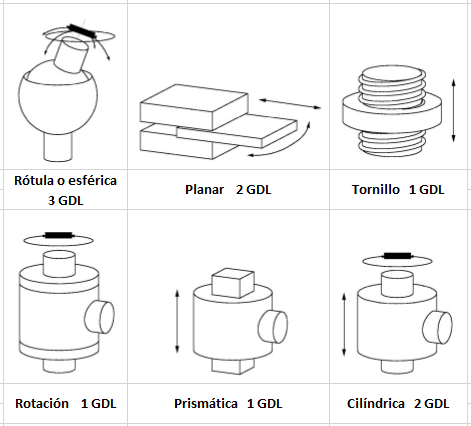 Rótula o esférica
3 GDL
Planar 2 GDL
Tornillo 1 GDL
Rotación 1 GDL
Prismática 1 GDL
Cilíndrica 2 GDL